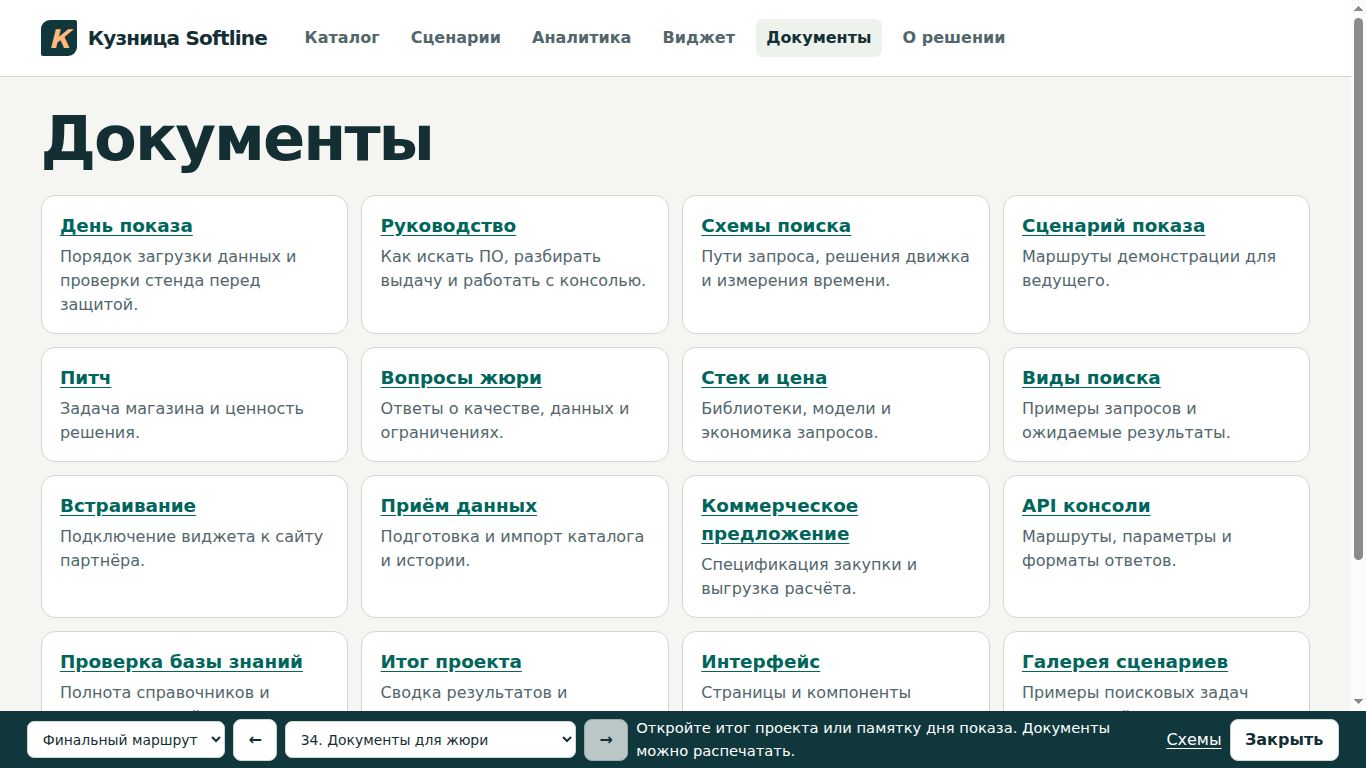 К Кузница Softline Каталог Сценарии Аналитика Виджет Документы О решении
Документы
День показа
Порядок загрузки данных и
проверки стенда перед
защитой.
Руководство
Как искать ПО, разбирать
выдачу и работать с консолью.
Схемы поиска
Пути запроса, решения движка
и измерения времени.
Сценарий показа
Маршруты демонстрации для
ведущего.
Питч
Задача магазина и ценность
решения.
Вопросы жюри
Ответы о качестве, данных и
ограничениях.
Стек и цена
Библиотеки, модели и
экономика запросов.
Виды поиска
Примеры запросов и
ожидаемые результаты.
Встраивание
Подключение виджета к сайту
партнёра.
Приём данных
Подготовка и импорт каталога
и истории.
Коммерческое
предложение
Спецификация закупки и
выгрузка расчёта.
API консоли
Маршруты, параметры и
форматы ответов.
Проверка базы знаний
Полнота справочников и
Итог проекта
Сводка результатов и
Интерфейс
Страницы и компоненты
Галерея сценариев
Примеры поисковых задач
Финальный маршрут ← 34. Документы для жюри →
Откройте итог проекта или памятку дня показа. Документы
можно распечатать.
Схемы Закрыть